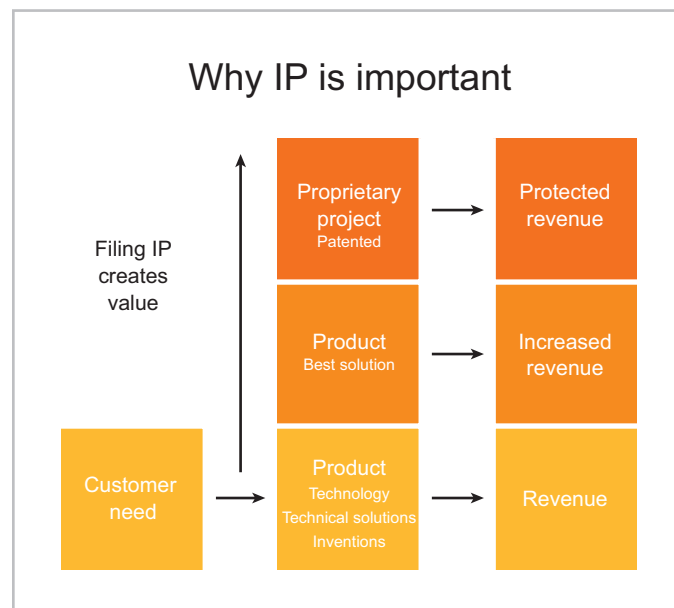 Why IP is important
Filing IP
creates
value
Proprietary
project
Patented
Protected
revenue
Product
Best solution
Increased
revenue
Customer
need
Product
Technology
Technical solutions
Inventions
Revenue